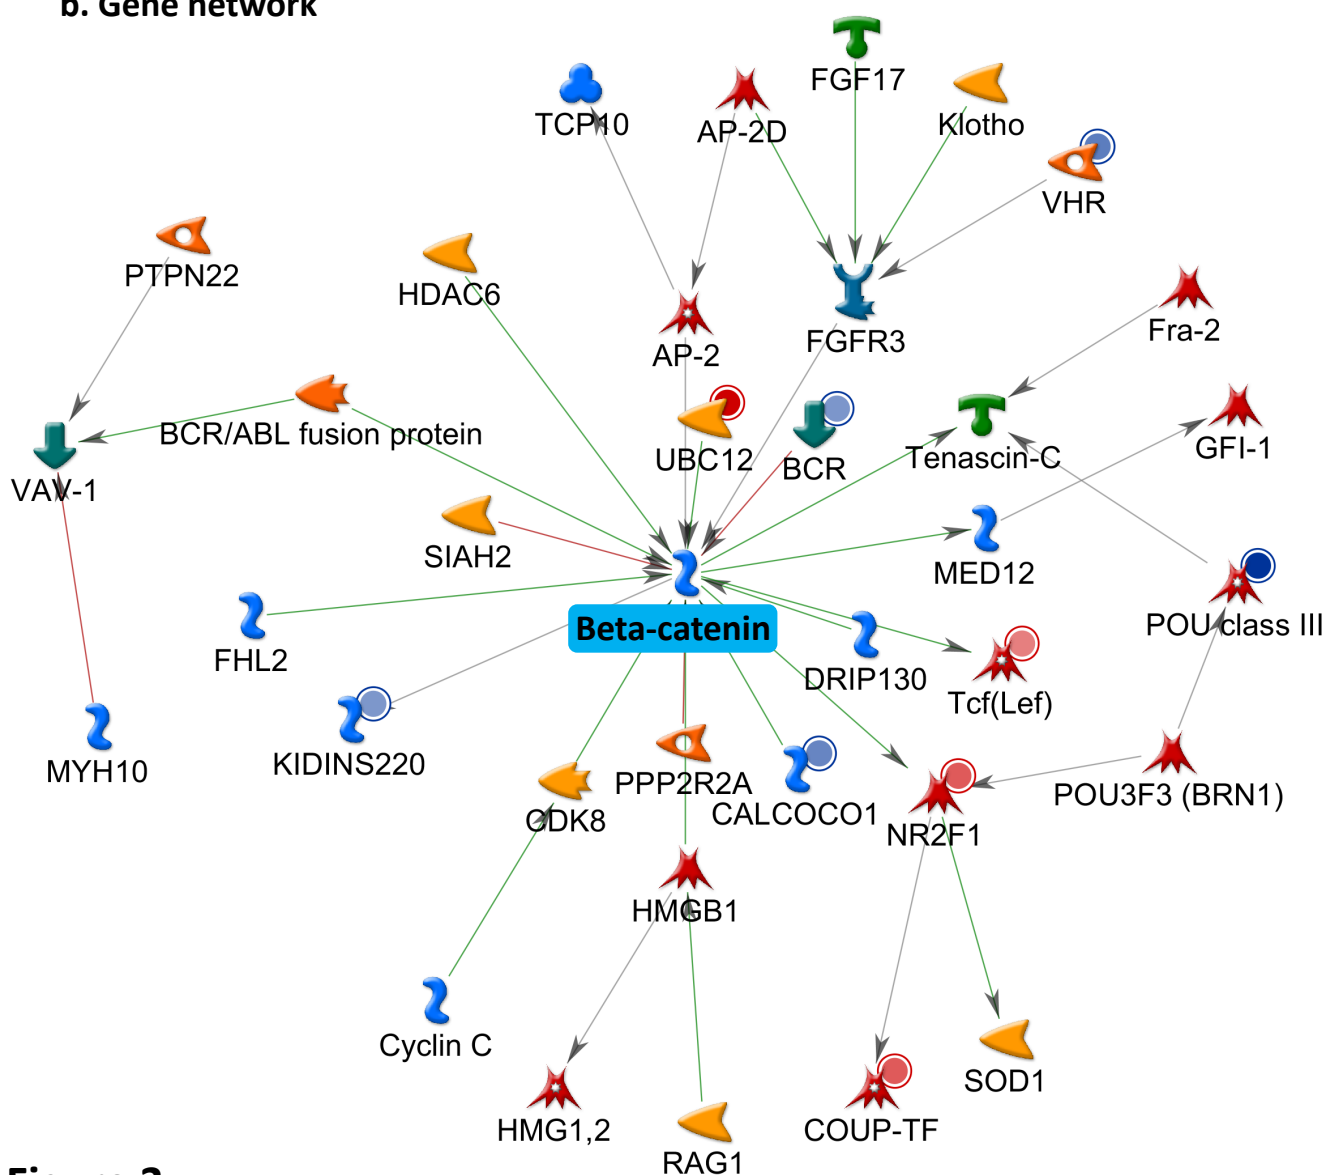 b. Gene network
FGF17
TCP10
AP-2D
Klotho
VHR
PTPN22
HDAC6
Fra-2
FGFR3
AP-2
BCR/ABL fusion protein
GFI-1
Tenascin-C
UBC12
BCR
VAV-1
SIAH2
MED12
POU class III
Beta-catenin
FHL2
DRIP130
Tcf(Lef)
KIDINS220
MYH10
PPP2R2A
POU3F3 (BRN1)
CALCOCO1
CDK8
NR2F1
HMGB1
Cyclin C
SOD1
HMG1,2
COUP-TF
RAG1